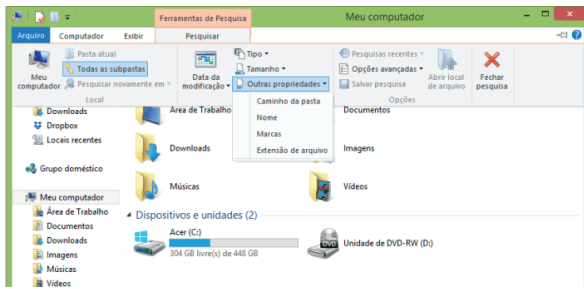 Ferramentas de Pesquisa
Meu computador
Arquivo
Computador
Exibir
Pesquisar
Meu computador
Pasta atual
Todas as subpastas
Pesquisar novamente em
Local
Data da modificação
Tipo
Tamanho
Outras propriedades
Caminho da pasta
Nome
Marcas
Extensão de arquivo
Pesquisas recentes
Opções avançadas
Salvar pesquisa
Abrir local de arquivo
Fechar pesquisa
Opções
Downloads
Dropbox
Locais recentes
Grupo doméstico
Meu computador
Área de Trabalho
Documentos
Downloads
Imagens
Músicas
Vídeos
Área de Trabalho
Documentos
Downloads
Imagens
Músicas
Vídeos
Dispositivos e unidades (2)
Acer (C:)
304 GB livre(s) de 448 GB
DVD
Unidade de DVD-RW (D:)